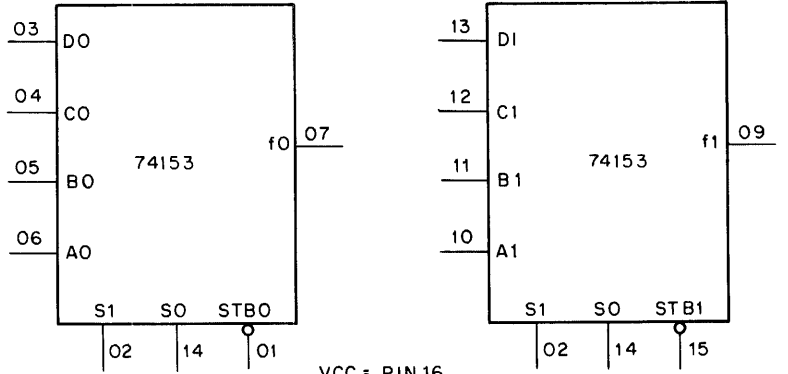 03 D0
04 C0
05 B0
06 A0
74153
f0 07
S1 S0 STB0
02 14 01
13 D1
12 C1
11 B1
10 A1
74153
f1 09
S1 S0 STB1
02 14 15
VCC = PIN 16